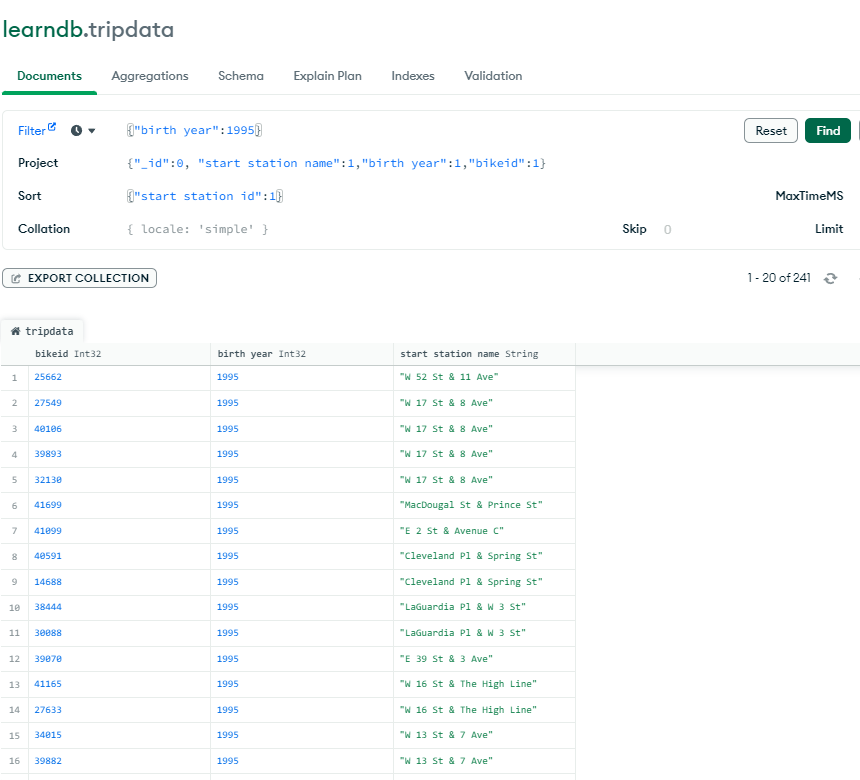 learndb.tripdata
Documents Aggregations Schema Explain Plan Indexes Validation
Filter {"birth year":1995} Reset Find
Project {"_id":0, "start station name":1,"birth year":1,"bikeid":1}
Sort {"start station id":1} MaxTimeMS
Collation { locale: 'simple' } Skip 0 Limit
EXPORT COLLECTION 1 - 20 of 241
tripdata
bikeid Int32 birth year Int32 start station name String
1 25662 1995 "W 52 St & 11 Ave"
2 27549 1995 "W 17 St & 8 Ave"
3 40106 1995 "W 17 St & 8 Ave"
4 39893 1995 "W 17 St & 8 Ave"
5 32130 1995 "W 17 St & 8 Ave"
6 41699 1995 "MacDougal St & Prince St"
7 41099 1995 "E 2 St & Avenue C"
8 40591 1995 "Cleveland Pl & Spring St"
9 14688 1995 "Cleveland Pl & Spring St"
10 38444 1995 "LaGuardia Pl & W 3 St"
11 30088 1995 "LaGuardia Pl & W 3 St"
12 39070 1995 "E 39 St & 3 Ave"
13 41165 1995 "W 16 St & The High Line"
14 27633 1995 "W 16 St & The High Line"
15 34015 1995 "W 13 St & 7 Ave"
16 39882 1995 "W 13 St & 7 Ave"